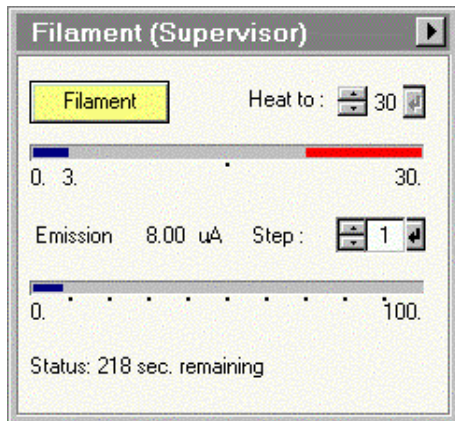 Filament (Supervisor)
Filament Heat to : 30
0. 3. 30.
Emission 8.00 uA Step : 1
0. 100.
Status: 218 sec. remaining